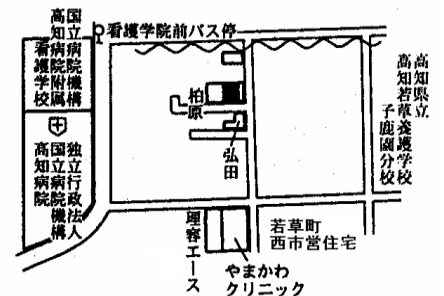 国立病院機構
高知病院附属
看護学校
看護学院前バス停
高知県立
高知若草養護学校
子鹿園分校
柏原
弘田
独立行政法人
国立病院機構
高知病院
理容エース
若草町
西市営住宅
やまかわ
クリニック